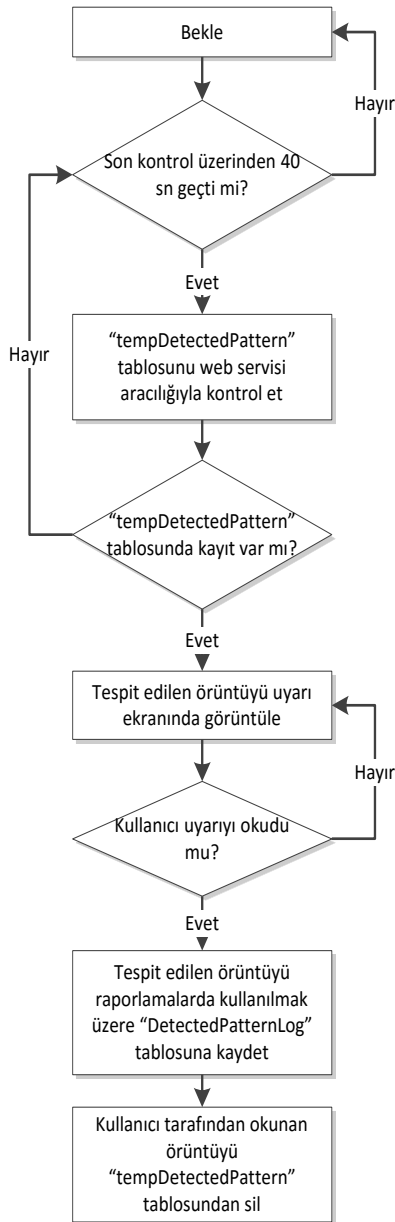 Bekle
Hayır
Son kontrol üzerinden 40
sn geçti mi?
Evet
Hayır
“tempDetectedPattern”
tablosunu web servisi
aracılığıyla kontrol et
“tempDetectedPattern”
tablosunda kayıt var mı?
Evet
Tespit edilen örüntüyü uyarı
ekranında görüntüle
Hayır
Kullanıcı uyarıyı okudu
mu?
Evet
Tespit edilen örüntüyü
raporlamalarda kullanılmak
üzere “DetectedPatternLog”
tablosuna kaydet
Kullanıcı tarafından okunan
örüntüyü
“tempDetectedPattern”
tablosundan sil